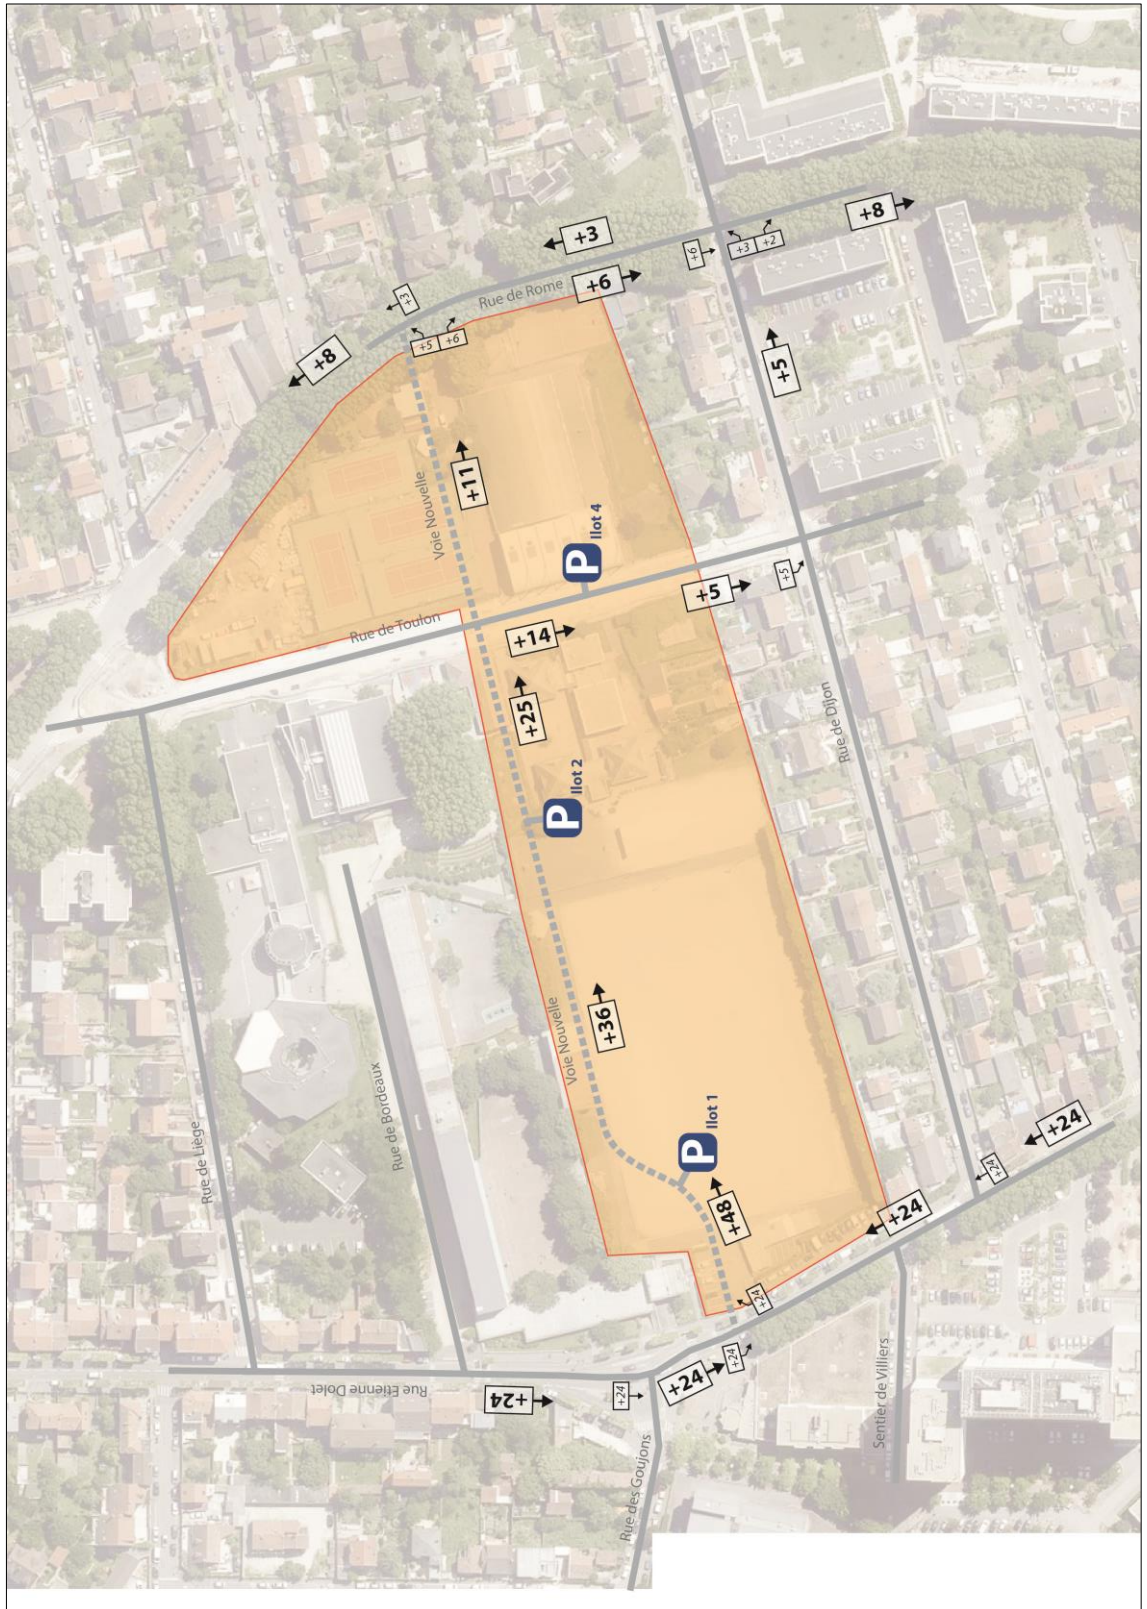 +3
+8
+3
+6
+3
+2
Rue de Rome
+6
+5
+6
+8
+5
Voie Nouvelle
+11
P
Ilot 4
Rue de Toulon
+14
+5
+5
+25
P
Ilot 2
Rue de Dijon
Voie Nouvelle
+36
Rue de Liège
Rue de Bordeaux
P
Ilot 1
+48
+24
+24
+24
+24
+24
+24
+24
+24
Rue Etienne Dolet
Rue des Goujons
Sentier de Villiers